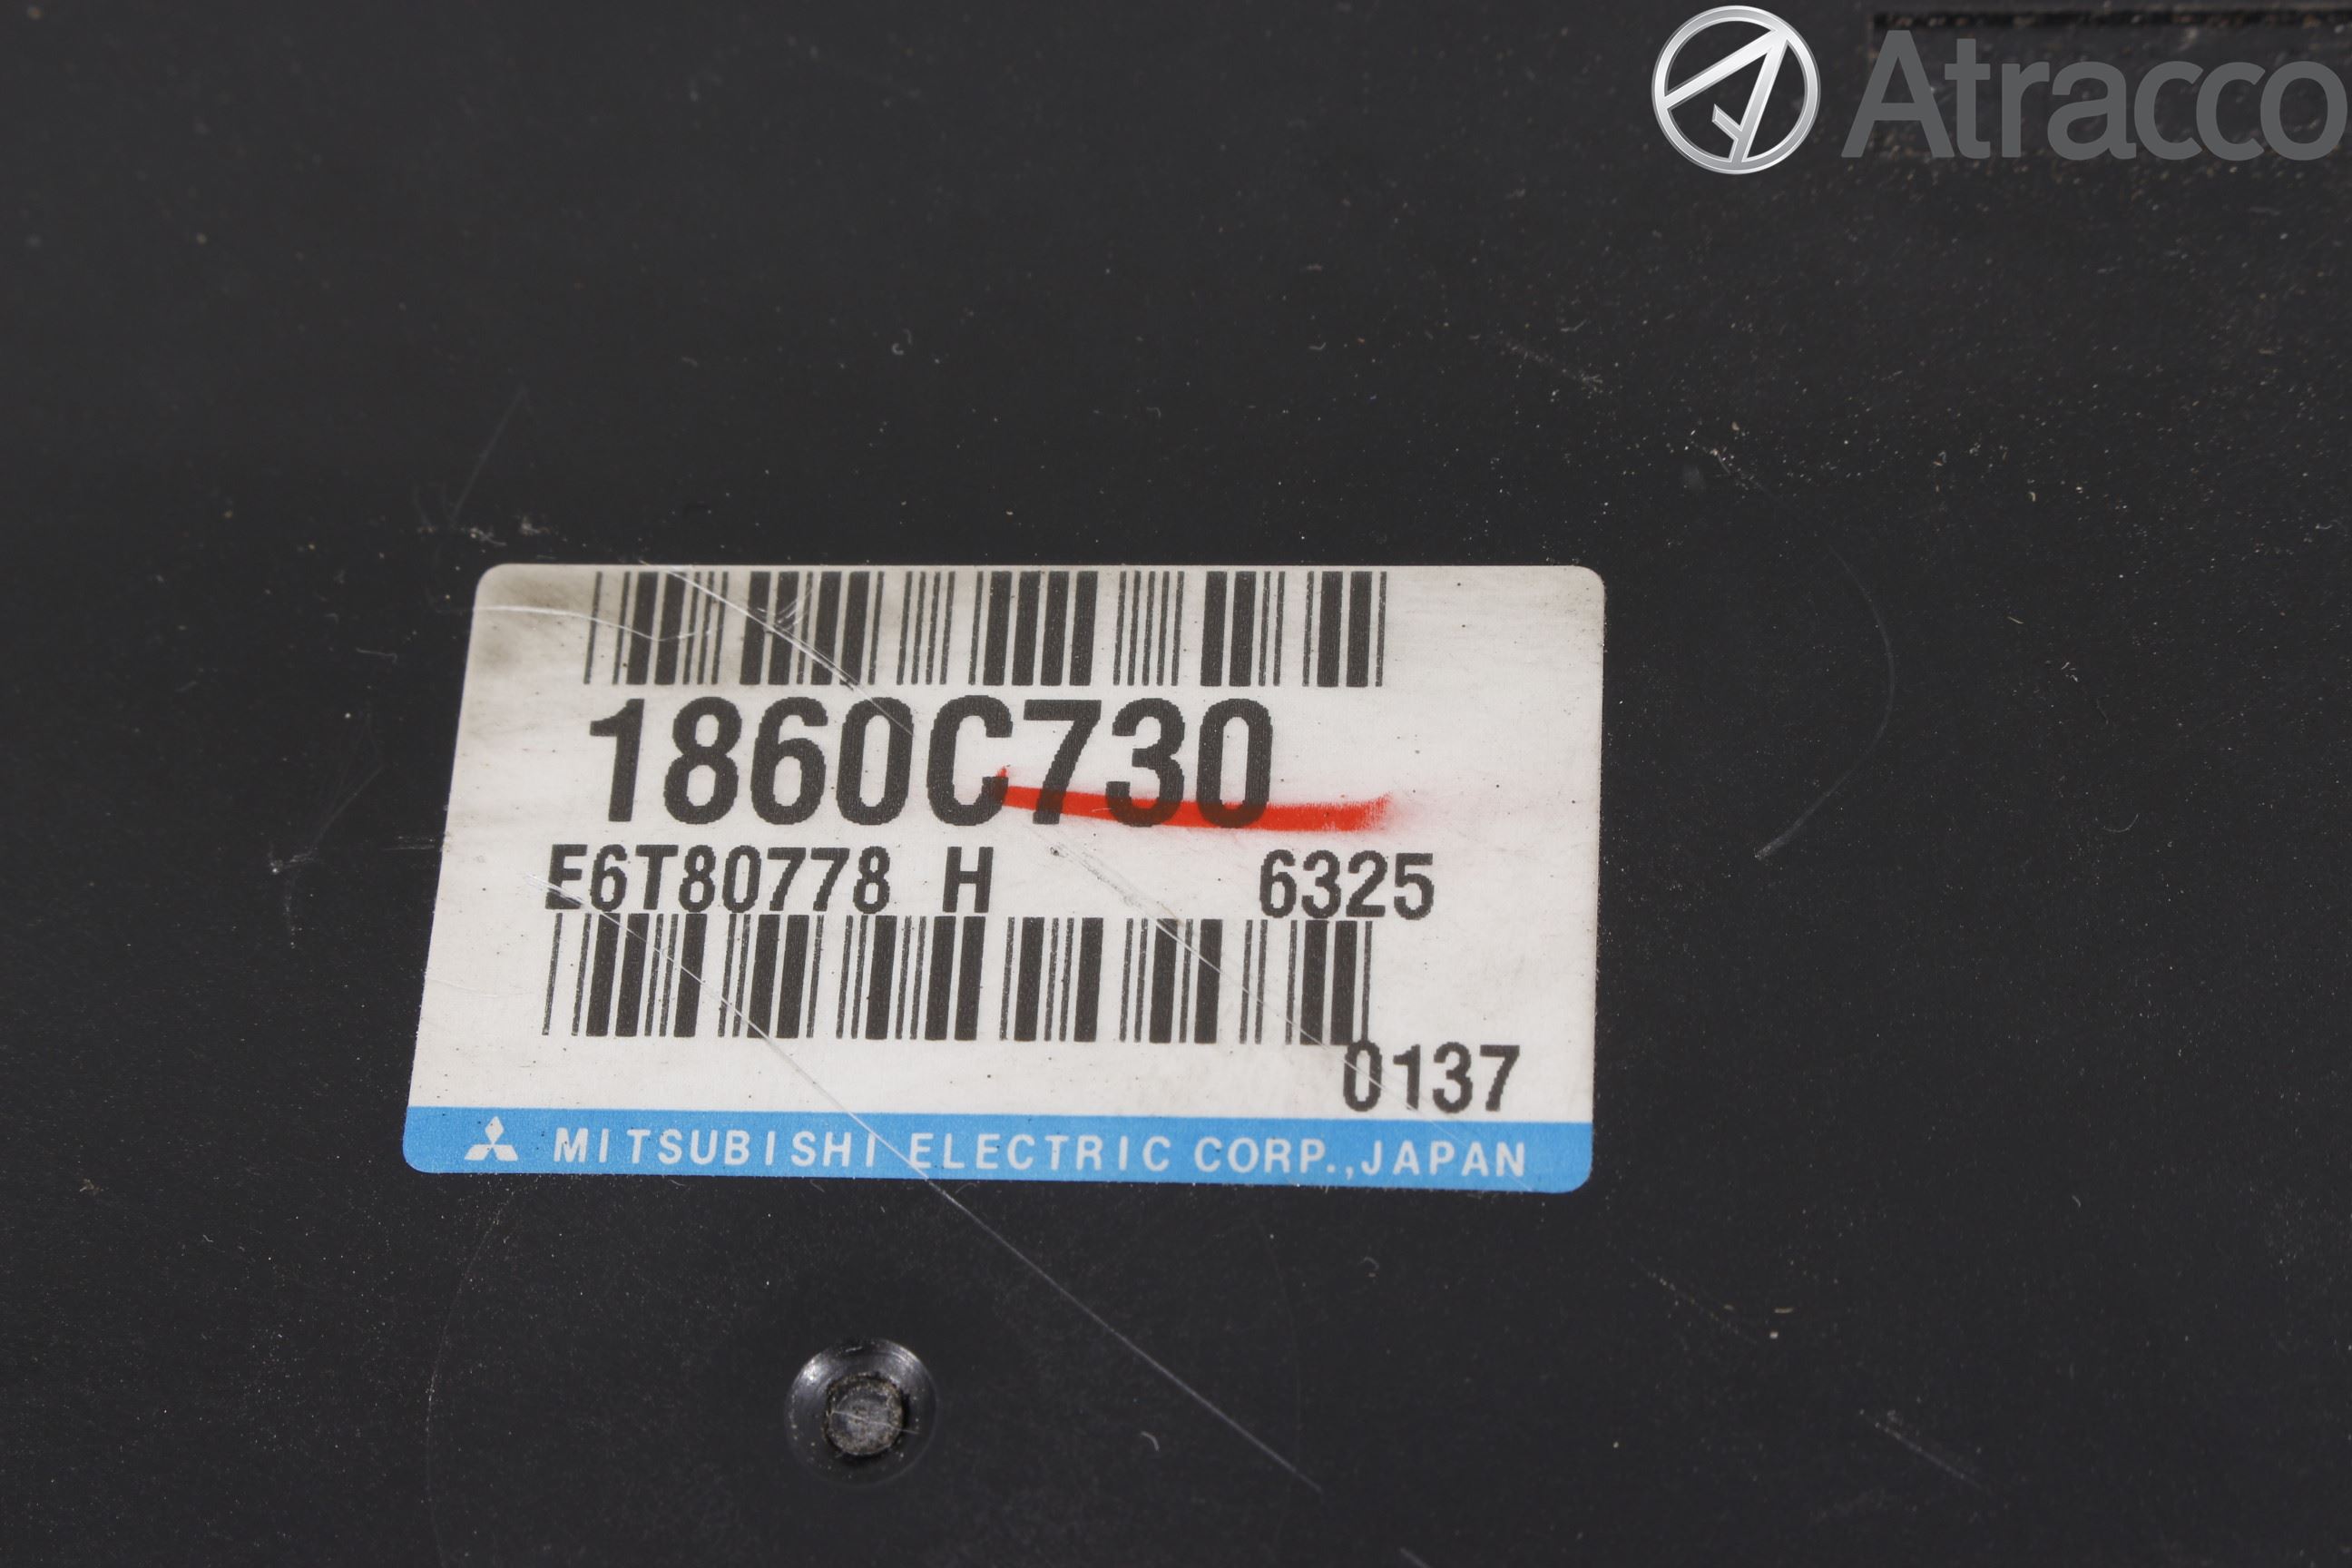 Atracco
1860C730
E6T80778 H 6325
0137
MITSUBISHI ELECTRIC CORP.,JAPAN